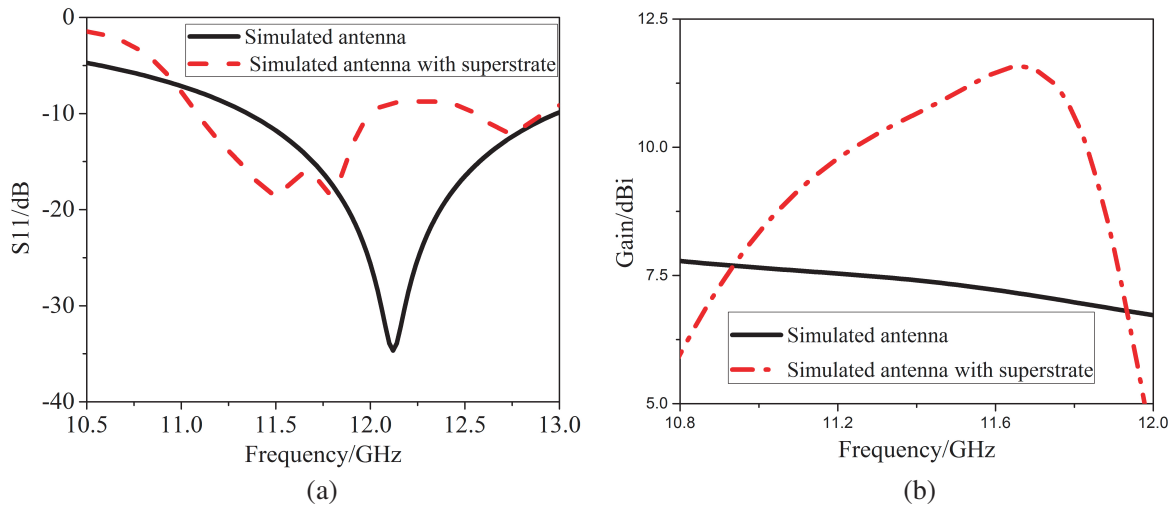 0
-10
-20
-30
-40
S11/dB
Simulated antenna
Simulated antenna with superstrate
10.5 11.0 11.5 12.0 12.5 13.0
Frequency/GHz
(a)
12.5
10.0
7.5
5.0
Gain/dBi
Simulated antenna
Simulated antenna with superstrate
10.8 11.2 11.6 12.0
Frequency/GHz
(b)